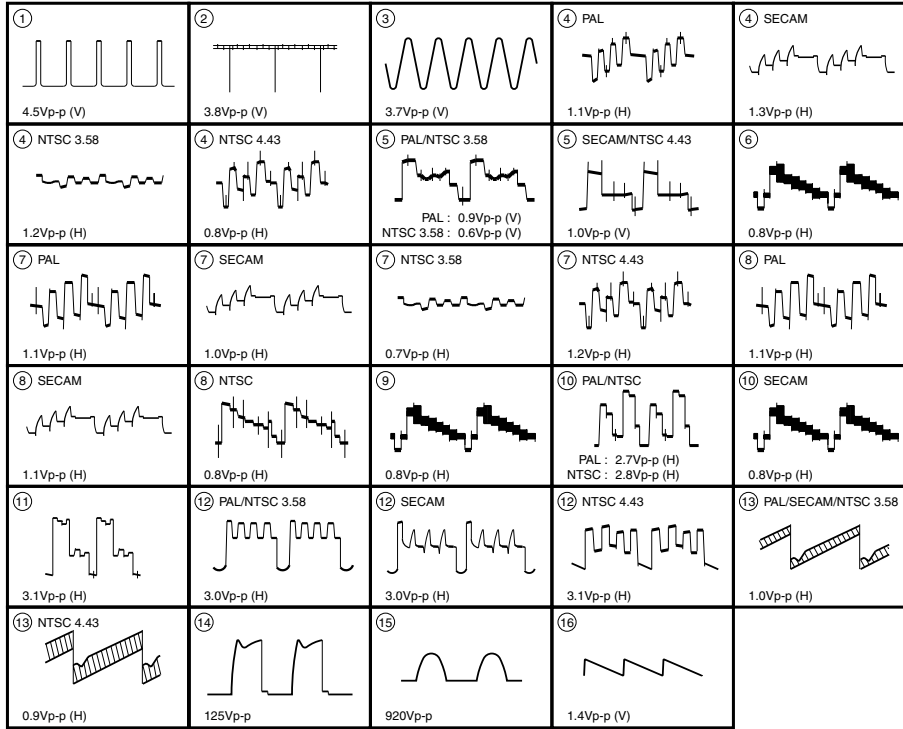 ①
4.5Vp-p (V)
②
3.8Vp-p (V)
③
3.7Vp-p (V)
④ PAL
1.1Vp-p (H)
④ SECAM
1.3Vp-p (H)
④ NTSC 3.58
1.2Vp-p (H)
④ NTSC 4.43
0.8Vp-p (H)
⑤ PAL/NTSC 3.58
PAL : 0.9Vp-p (V)
NTSC 3.58 : 0.6Vp-p (V)
⑤ SECAM/NTSC 4.43
1.0Vp-p (V)
⑥
0.8Vp-p (H)
⑦ PAL
1.1Vp-p (H)
⑦ SECAM
1.0Vp-p (H)
⑦ NTSC 3.58
0.7Vp-p (H)
⑦ NTSC 4.43
1.2Vp-p (H)
⑧ PAL
1.1Vp-p (H)
⑧ SECAM
1.1Vp-p (H)
⑧ NTSC
0.8Vp-p (H)
⑨
0.8Vp-p (H)
⑩ PAL/NTSC
PAL : 2.7Vp-p (H)
NTSC : 2.8Vp-p (H)
⑩ SECAM
0.8Vp-p (H)
⑪
3.1Vp-p (H)
⑫ PAL/NTSC 3.58
3.0Vp-p (H)
⑫ SECAM
3.0Vp-p (H)
⑫ NTSC 4.43
3.1Vp-p (H)
⑬ PAL/SECAM/NTSC 3.58
1.0Vp-p (H)
⑬ NTSC 4.43
0.9Vp-p (H)
⑭
125Vp-p
⑮
920Vp-p
⑯
1.4Vp-p (V)